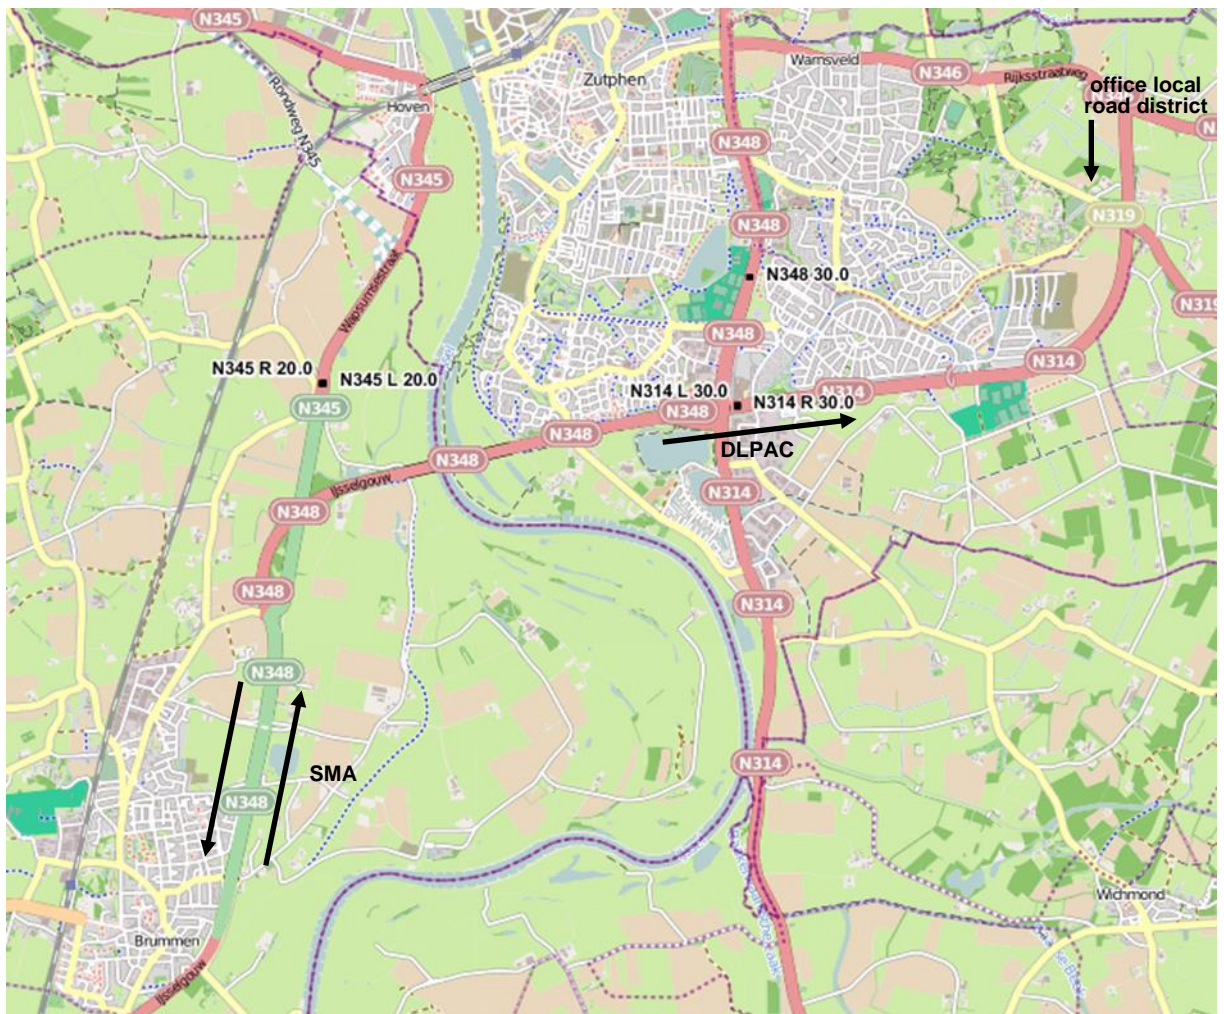 N345
Zutphen
Warnsveld
N346
Rijksstraatweg
Rondweg N345
Hoven
office local
road district
N348
N345
N348
N319
Weg naar
N348 30.0
N319
N348
N345 R 20.0
N345 L 20.0
N314
N345
N314 L 30.0
N314
N348
N314 R 30.0
N348
DLPAC
N348
IJsselgouw
N314
N348
N348
N314
N348
N314
SMA
N348
Wichmond
Brummen
IJsselgouw